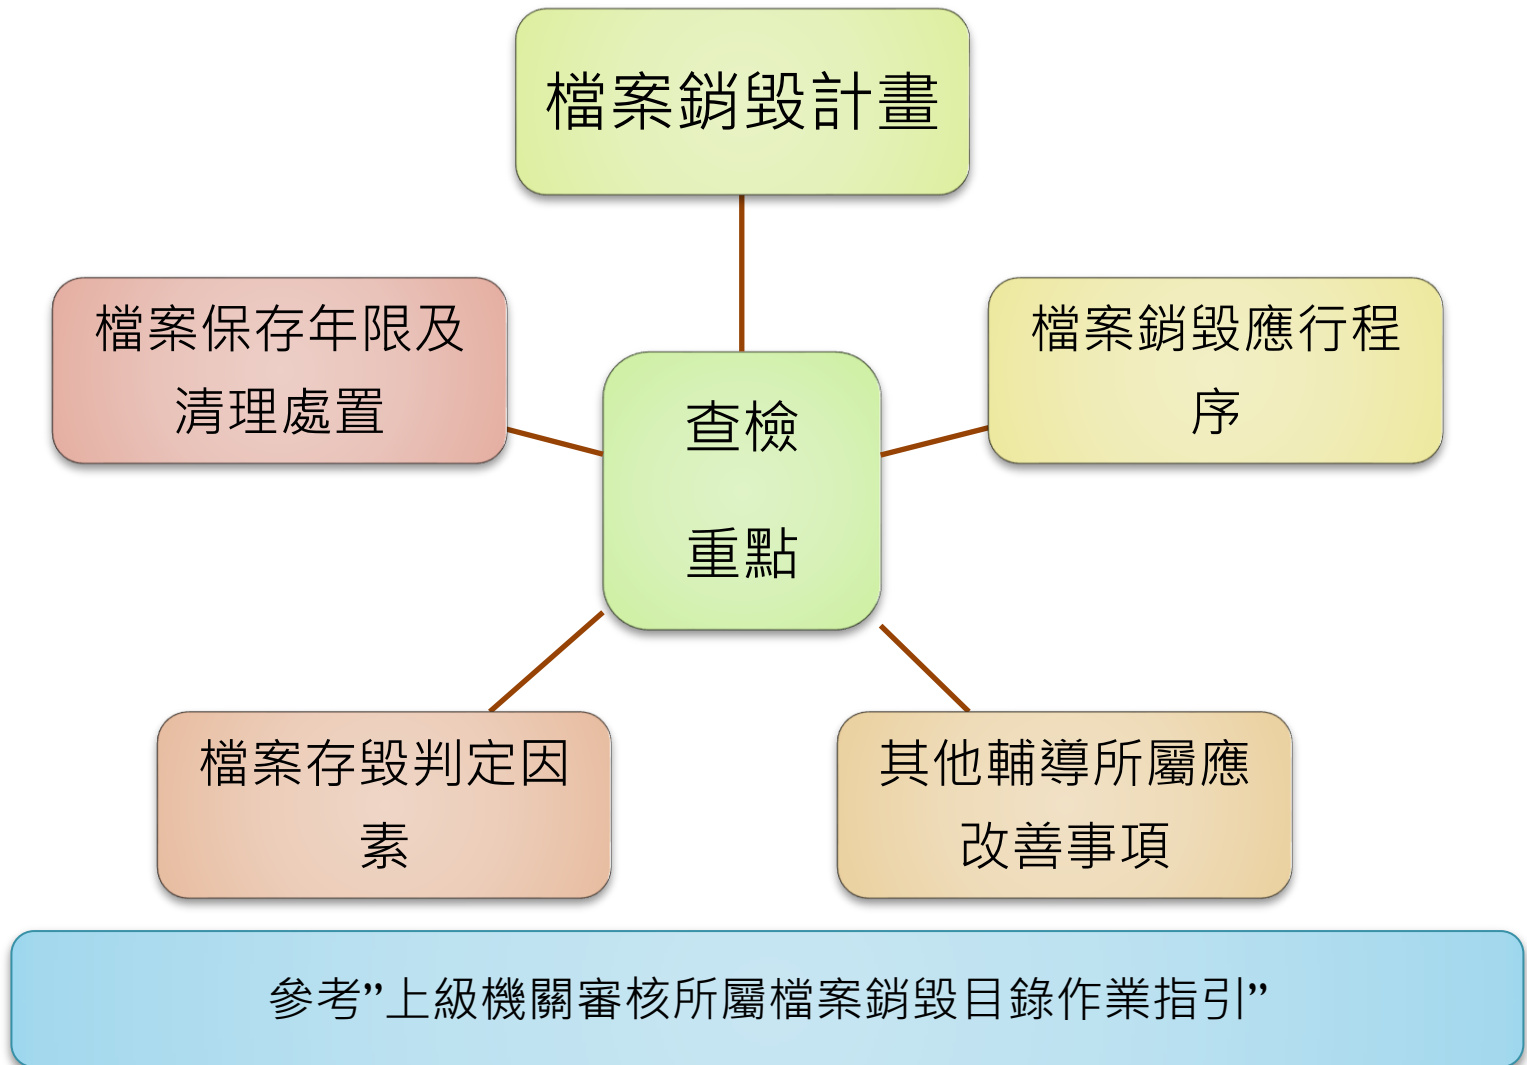 檔案銷毀計畫
檔案保存年限及
清理處置
檔案銷毀應行程
序
查檢
重點
檔案存毀判定因
素
其他輔導所屬應
改善事項
參考”上級機關審核所屬檔案銷毀目錄作業指引”